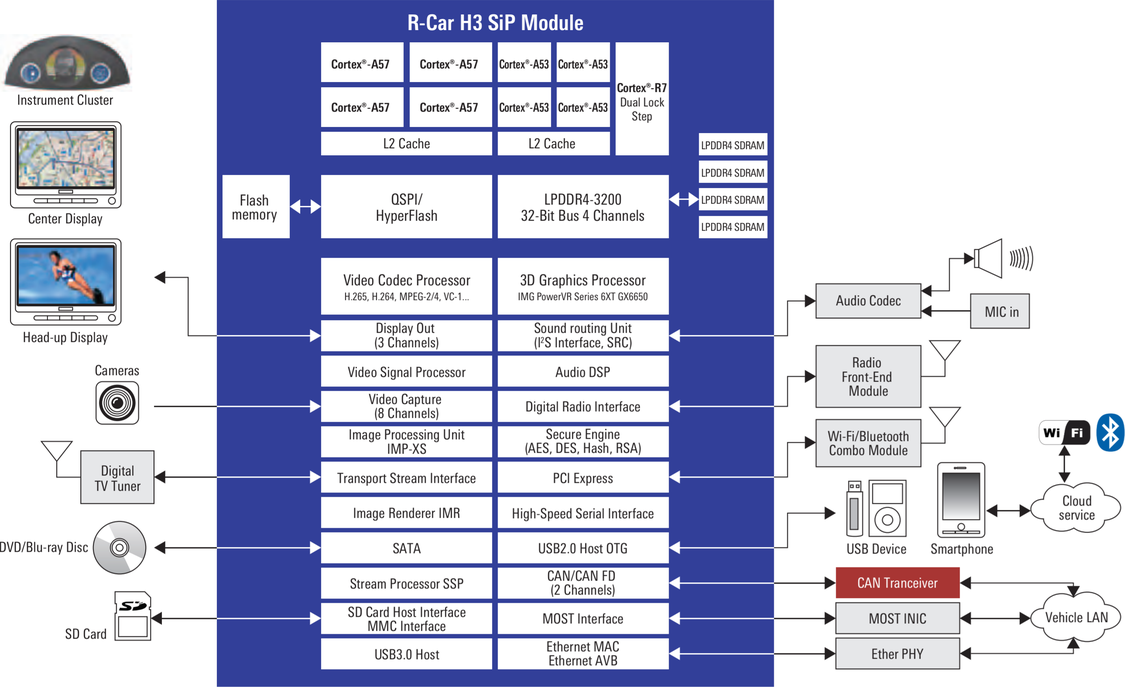 R-Car H3 SiP Module
Cortex®-A57
Cortex®-A57
Cortex®-A53
Cortex®-A53
Cortex®-R7
Dual Lock
Step
Cortex®-A57
Cortex®-A57
Cortex®-A53
Cortex®-A53
L2 Cache
L2 Cache
Instrument Cluster
Center Display
Head-up Display
Cameras
Digital
TV Tuner
DVD/Blu-ray Disc
SD
SD Card
Flash
memory
QSPI/
HyperFlash
LPDDR4-3200
32-Bit Bus 4 Channels
LPDDR4 SDRAM
LPDDR4 SDRAM
LPDDR4 SDRAM
LPDDR4 SDRAM
Video Codec Processor
H.265, H.264, MPEG-2/4, VC-1...
3D Graphics Processor
IMG PowerVR Series 6XT GX6650
Display Out
(3 Channels)
Sound routing Unit
(I²S Interface, SRC)
Video Signal Processor
Audio DSP
Video Capture
(8 Channels)
Digital Radio Interface
Image Processing Unit
IMP-XS
Secure Engine
(AES, DES, Hash, RSA)
Transport Stream Interface
PCI Express
Image Renderer IMR
High-Speed Serial Interface
SATA
USB2.0 Host OTG
Stream Processor SSP
CAN/CAN FD
(2 Channels)
SD Card Host Interface
MMC Interface
MOST Interface
USB3.0 Host
Ethernet MAC
Ethernet AVB
Audio Codec
MIC in
Radio
Front-End
Module
Wi-Fi/Bluetooth
Combo Module
Wi Fi
Cloud
service
USB Device
Smartphone
CAN Tranceiver
MOST INIC
Vehicle LAN
Ether PHY